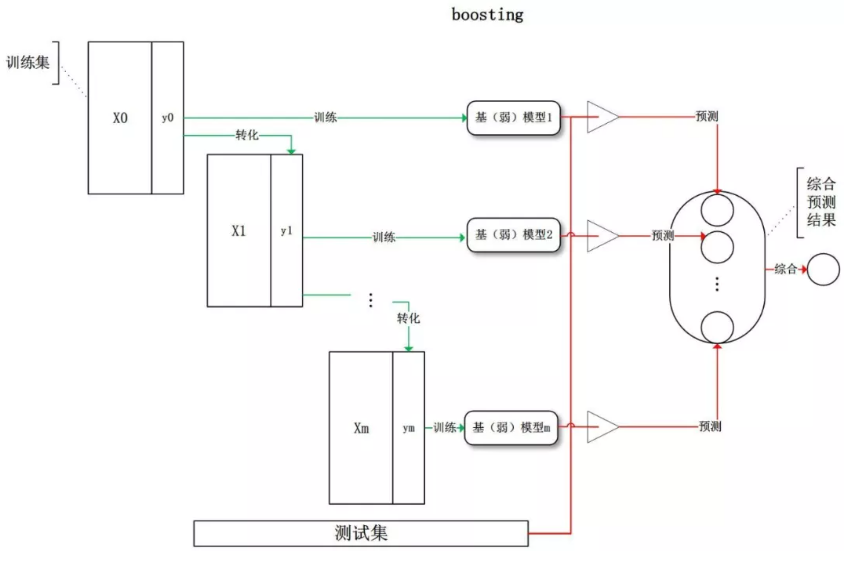 boosting
训练集
X0
y0
训练
基（弱）模型1
预测
转化
综合
预测
结果
X1
y1
训练
基（弱）模型2
预测
⋮
综合
⋮
转化
Xm
ym
训练
基（弱）模型m
预测
测试集